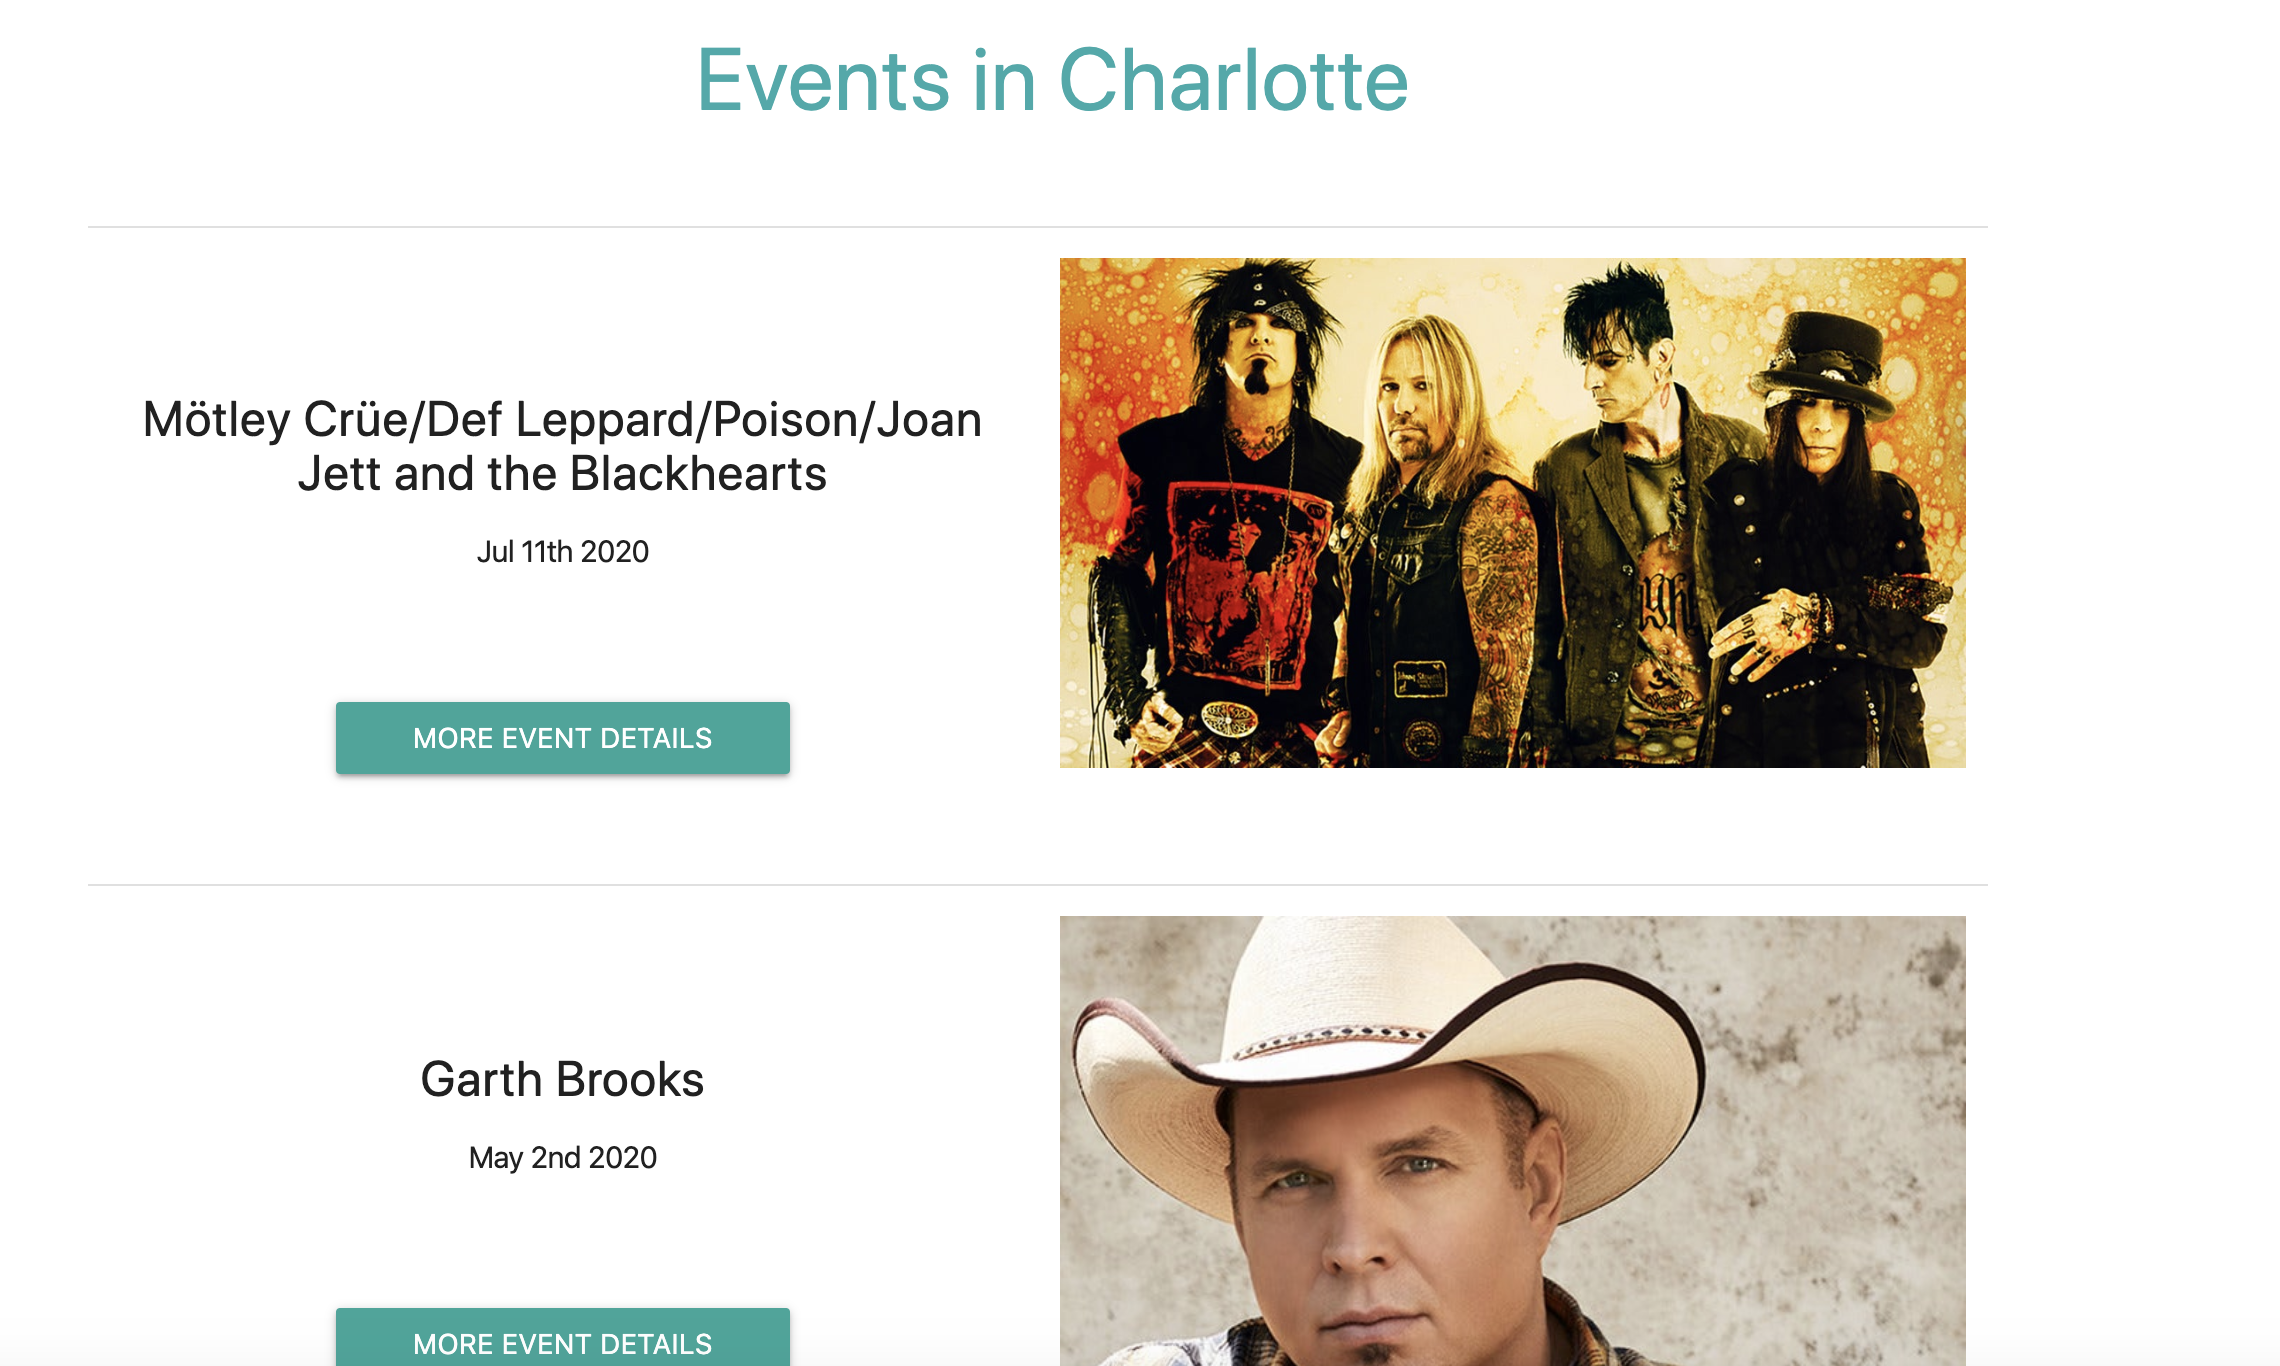 Events in Charlotte
Mötley Crüe/Def Leppard/Poison/Joan
Jett and the Blackhearts
Jul 11th 2020
MORE EVENT DETAILS
Garth Brooks
May 2nd 2020
MORE EVENT DETAILS